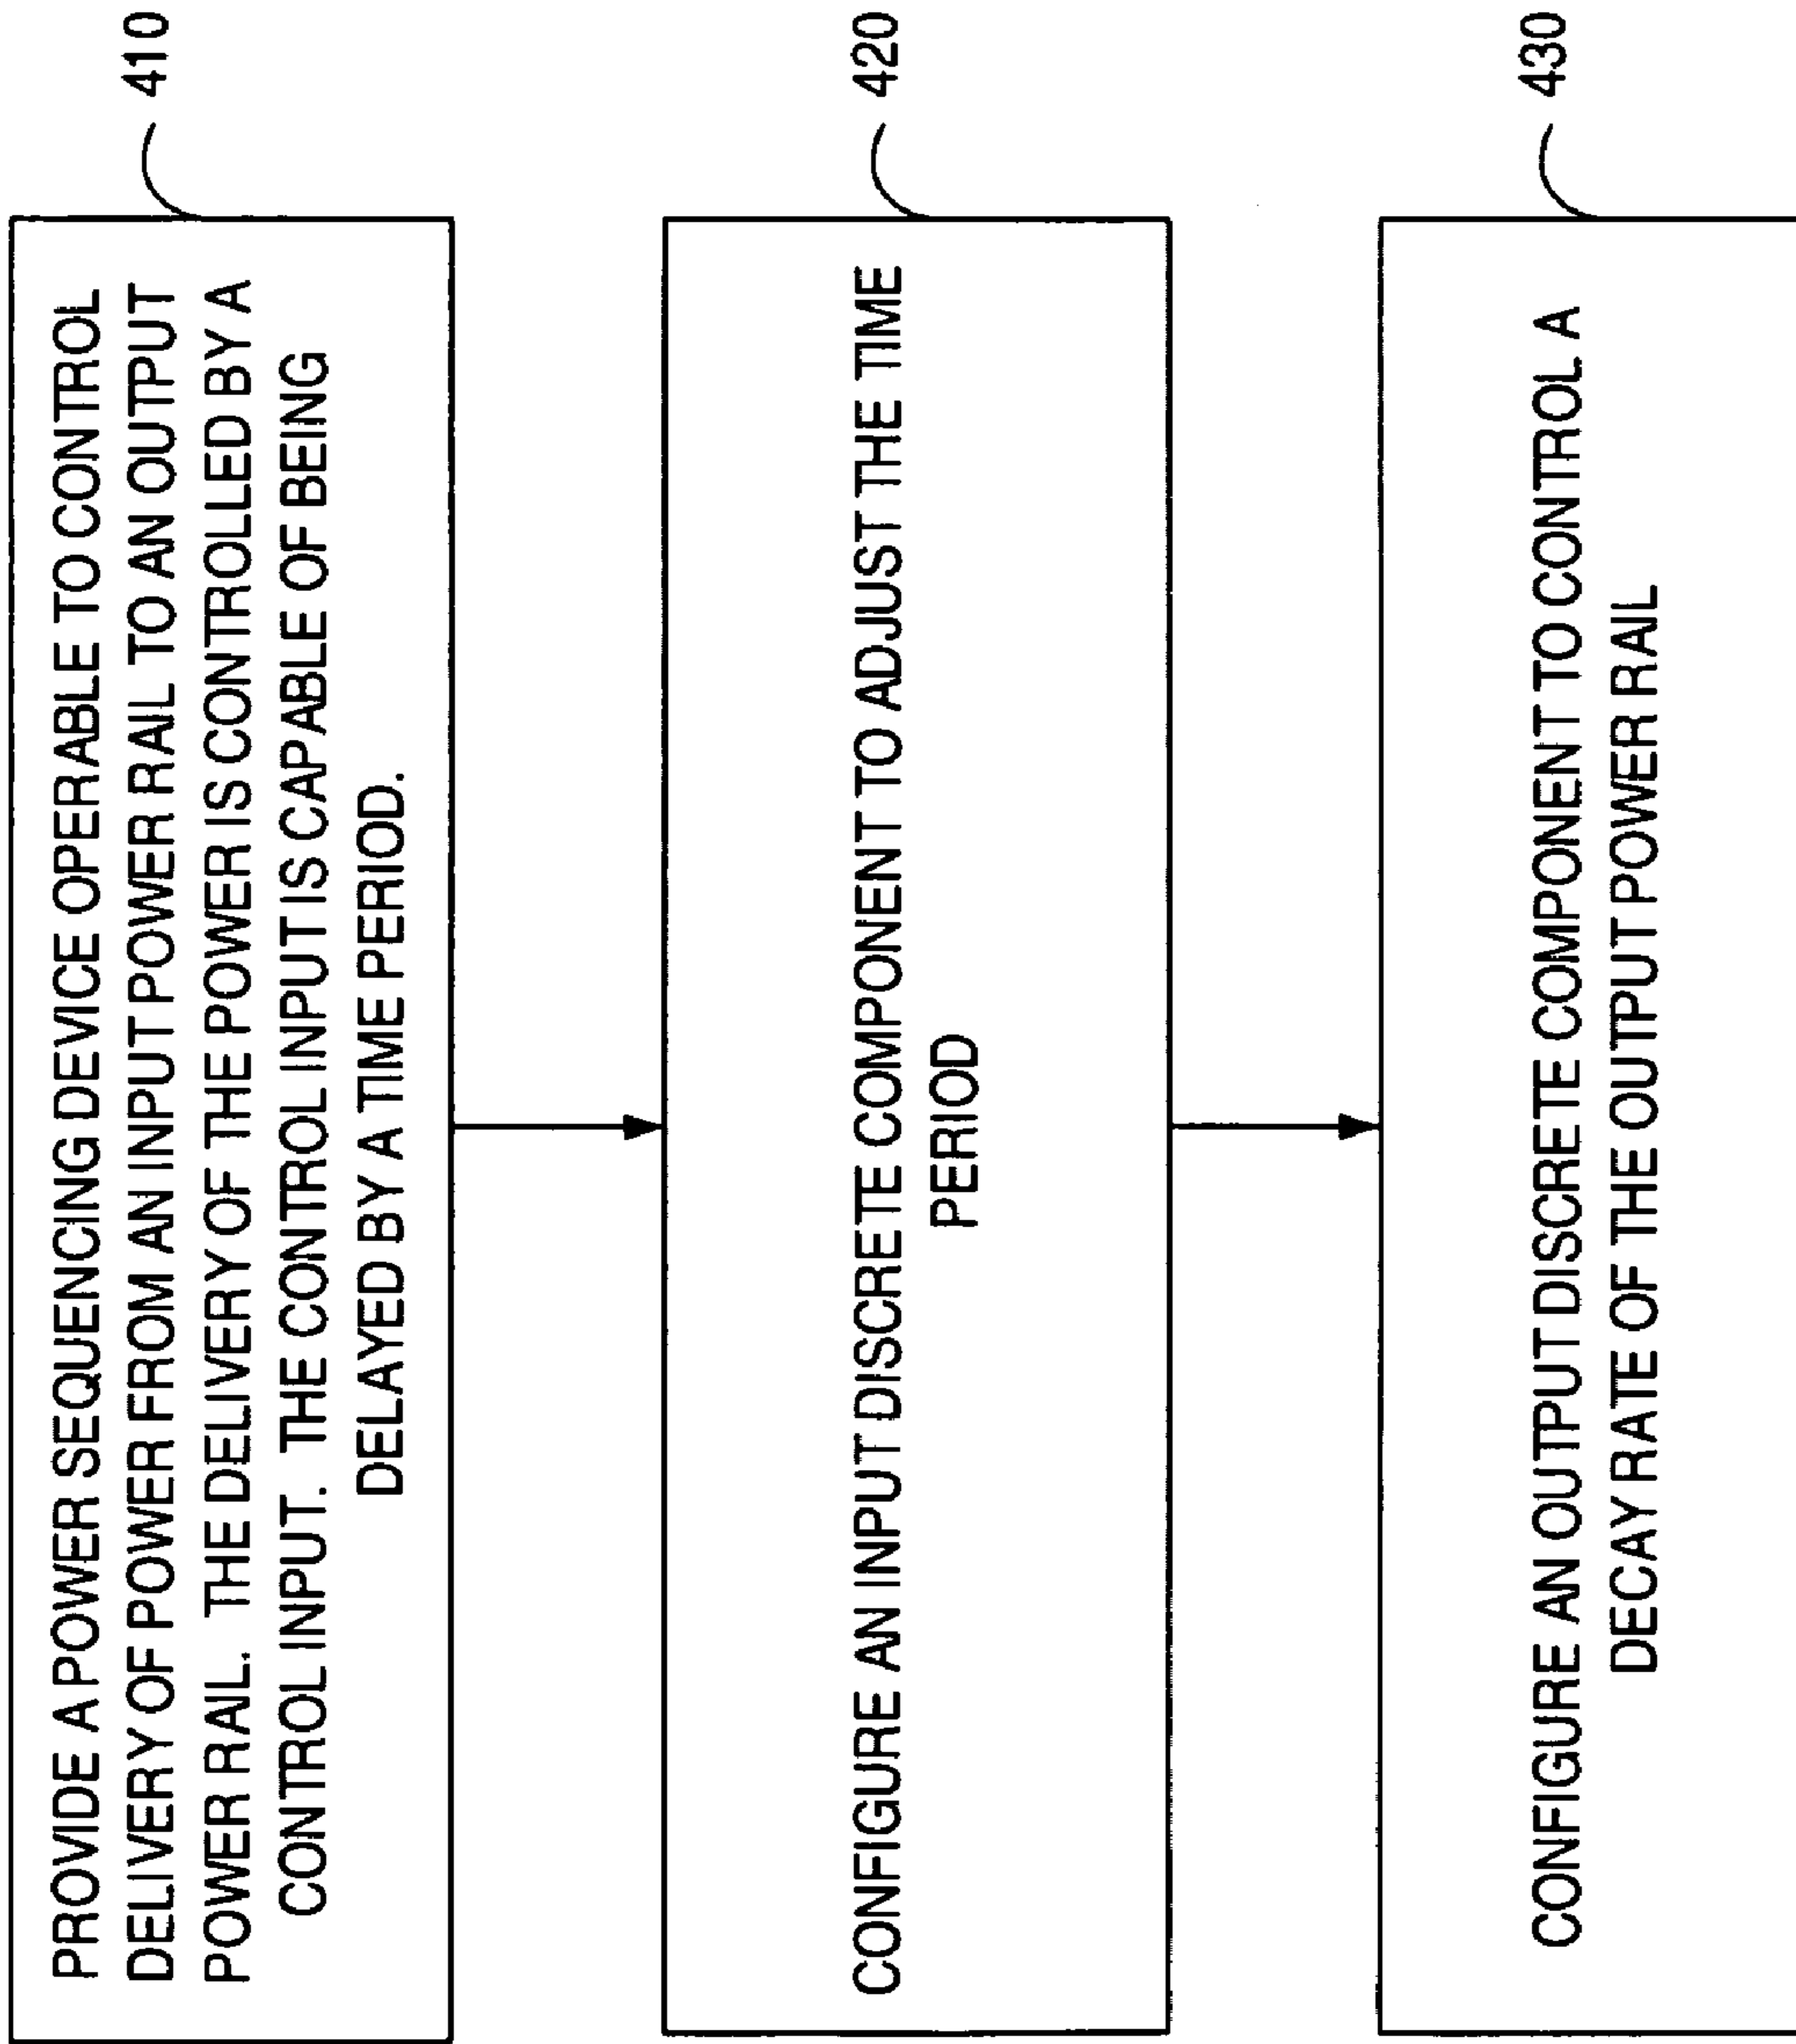 PROVIDE A POWER SEQUENCING DEVICE OPERABLE TO CONTROL
DELIVERY OF POWER FROM AN INPUT POWER RAIL TO AN OUTPUT
POWER RAIL. THE DELIVERY OF THE POWER IS CONTROLLED BY A
CONTROL INPUT. THE CONTROL INPUT IS CAPABLE OF BEING
DELAYED BY A TIME PERIOD.
410
CONFIGURE AN INPUT DISCRETE COMPONENT TO ADJUST THE TIME
PERIOD
420
CONFIGURE AN OUTPUT DISCRETE COMPONENT TO CONTROL A
DECAY RATE OF THE OUTPUT POWER RAIL
430